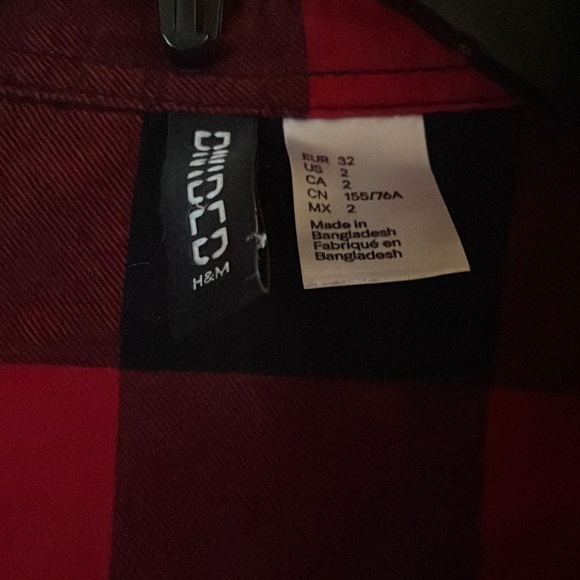 DIVIDED
H&M
EUR 32
US 2
CA 2
CN 155/76A
MX 2
Made in
Bangladesh
Fabriqué en
Bangladesh